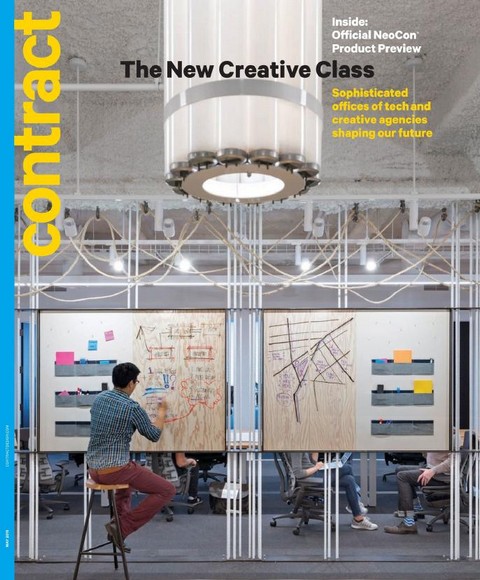 contract
Inside:
Official NeoCon®
Product Preview
The New Creative Class
Sophisticated
offices of tech and
creative agencies
shaping our future